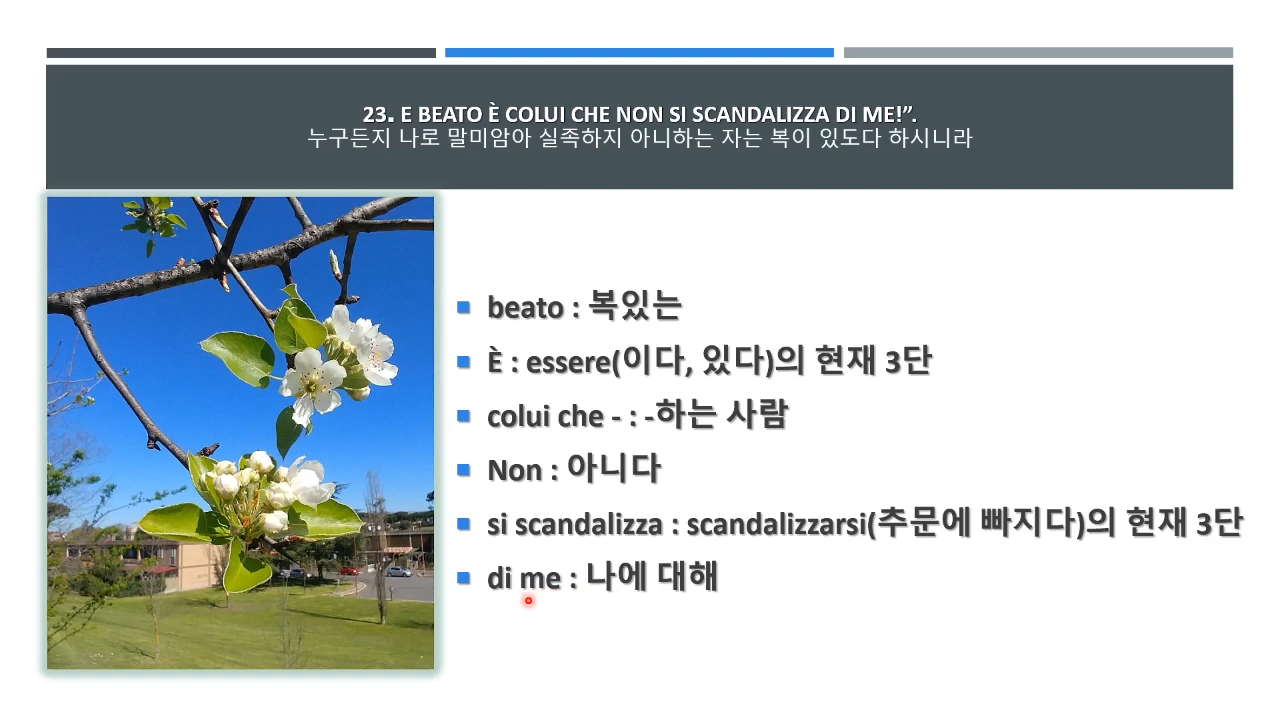 23. E BEATO È COLUI CHE NON SI SCANDALIZZA DI ME!”.
누구든지 나로 말미암아 실족하지 아니하는 자는 복이 있도다 하시니라
beato : 복있는
È : essere(이다, 있다)의 현재 3단
colui che - : -하는 사람
Non : 아니다
si scandalizza : scandalizzarsi(추문에 빠지다)의 현재 3단
di me : 나에 대해